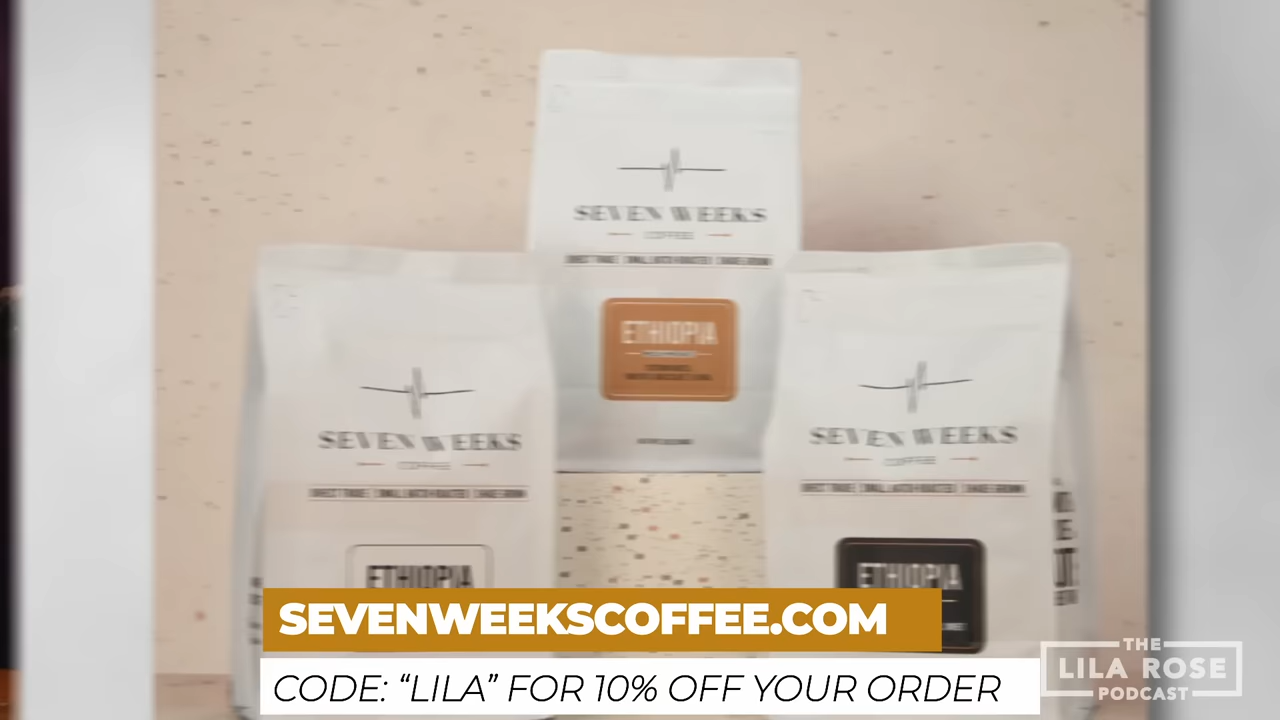 SEVEN WEEKS
COFFEE
ETHIOPIA
SEVEN WEEKS
COFFEE
ETHIOPIA
SEVEN WEEKS
COFFEE
ETHIOPIA
SEVENWEEKSCOFFEE.COM
CODE: “LILA” FOR 10% OFF YOUR ORDER
THE
LILA ROSE
PODCAST